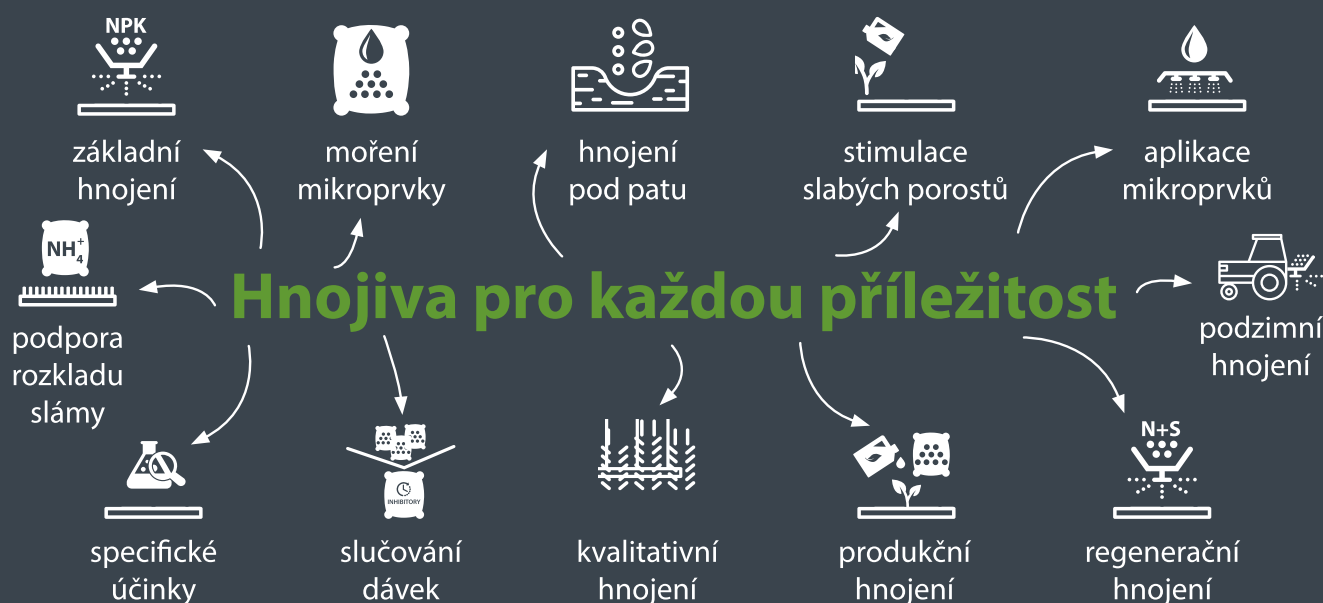 NPK
základní
hnojení
moření
mikroprvky
hnojení
pod patu
stimulace
slabých porostů
aplikace
mikroprvků
NH₄⁺
podpora
rozkladu
slámy
Hnojiva pro každou příležitost
podzimní
hnojení
specifické
účinky
INHIBITORY
slučování
dávek
kvalitativní
hnojení
produkční
hnojení
N+S
regenerační
hnojení